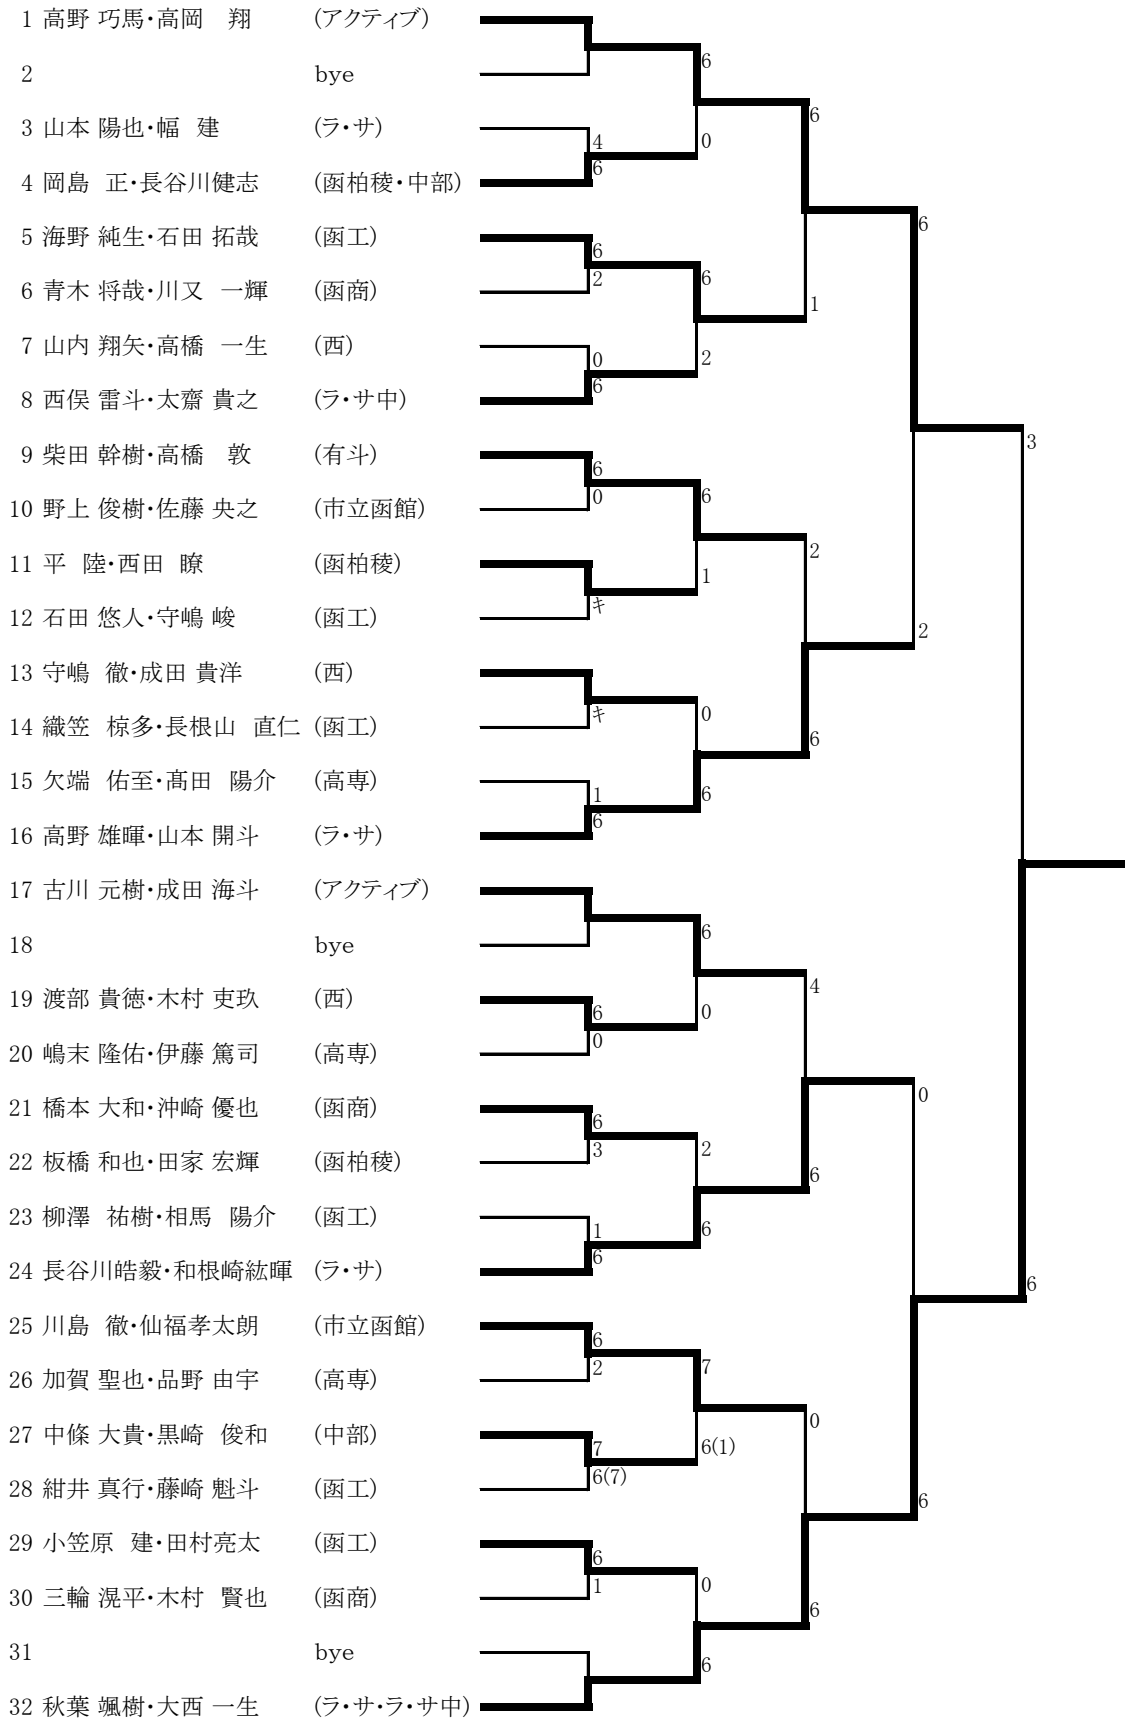 1 高野 巧馬・高岡　翔 (アクティブ)
2 bye
3 山本 陽也・幅 建 (ラ・サ)
4 岡島 正・長谷川健志 (函柏稜・中部)
5 海野 純生・石田 拓哉 (函工)
6 青木 将哉・川又 一輝 (函商)
7 山内 翔矢・高橋 一生 (西)
8 西俣 雷斗・太齋 貴之 (ラ・サ中)
9 柴田 幹樹・高橋　敦 (有斗)
10 野上 俊樹・佐藤 央之 (市立函館)
11 平 陸・西田 瞭 (函柏稜)
12 石田 悠人・守嶋 峻 (函工)
13 守嶋 徹・成田 貴洋 (西)
14 織笠 椋多・長根山 直仁 (函工)
15 欠端 佑至・髙田 陽介 (高専)
16 高野 雄暉・山本 開斗 (ラ・サ)
17 古川 元樹・成田 海斗 (アクティブ)
18 bye
19 渡部 貴徳・木村 吏玖 (西)
20 嶋末 隆佑・伊藤 篤司 (高専)
21 橋本 大和・沖崎 優也 (函商)
22 板橋 和也・田家 宏輝 (函柏稜)
23 柳澤 祐樹・相馬 陽介 (函工)
24 長谷川皓毅・和根崎紘暉 (ラ・サ)
25 川島 徹・仙福孝太朗 (市立函館)
26 加賀 聖也・品野 由宇 (高専)
27 中條 大貴・黒崎 俊和 (中部)
28 紺井 真行・藤崎 魁斗 (函工)
29 小笠原 建・田村亮太 (函工)
30 三輪 滉平・木村 賢也 (函商)
31 bye
32 秋葉 颯樹・大西 一生 (ラ・サ・ラ・サ中)
4
6
6
2
0
6
6
0
キ
キ
1
6
6
0
6
3
1
6
6
2
7
6(7)
6
1
6
0
6
2
6
1
0
6
6
0
2
6
7
6(1)
0
6
6
1
2
6
4
6
0
6
6
2
0
6
3
6